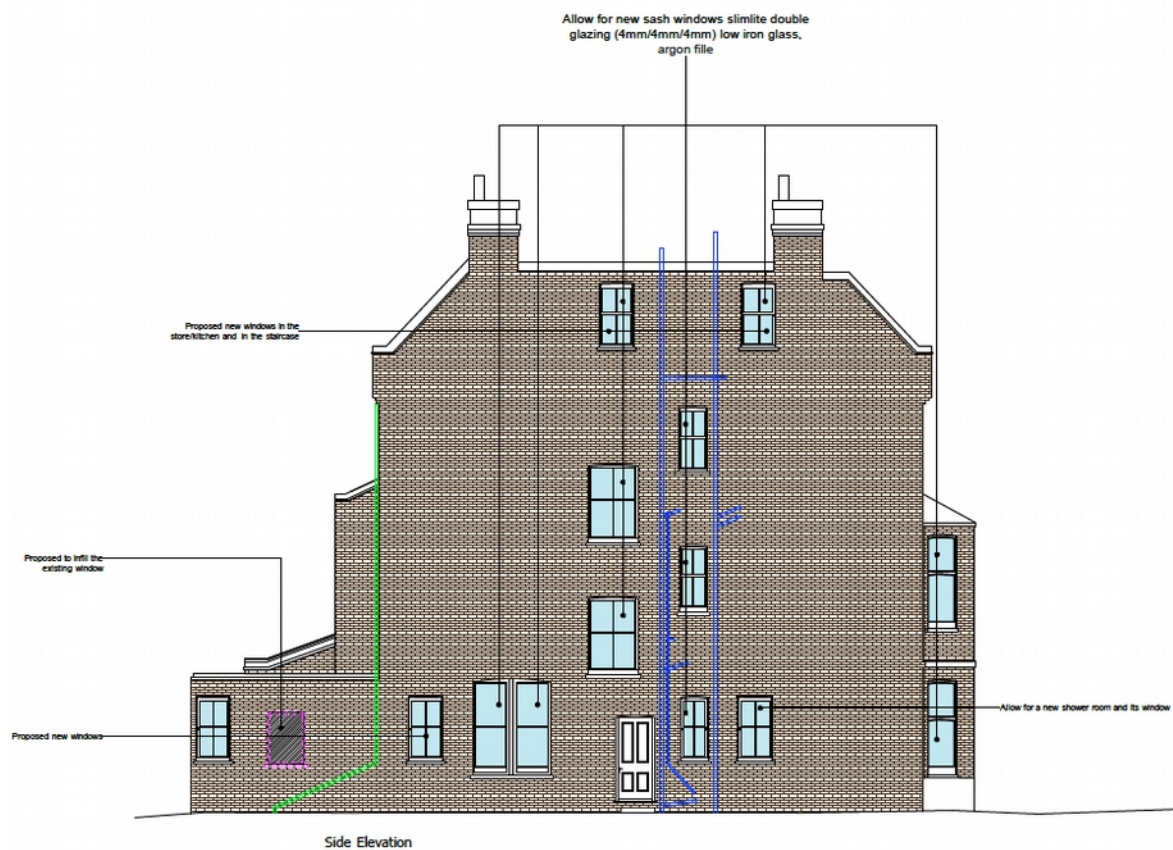 Allow for new sash windows slimlite double
glazing (4mm/4mm/4mm) low iron glass,
argon fille
Proposed new windows in the
store/kitchen and in the staircase
Proposed to infill the
existing window
Allow for a new shower room and its window
Proposed new windows
Side Elevation